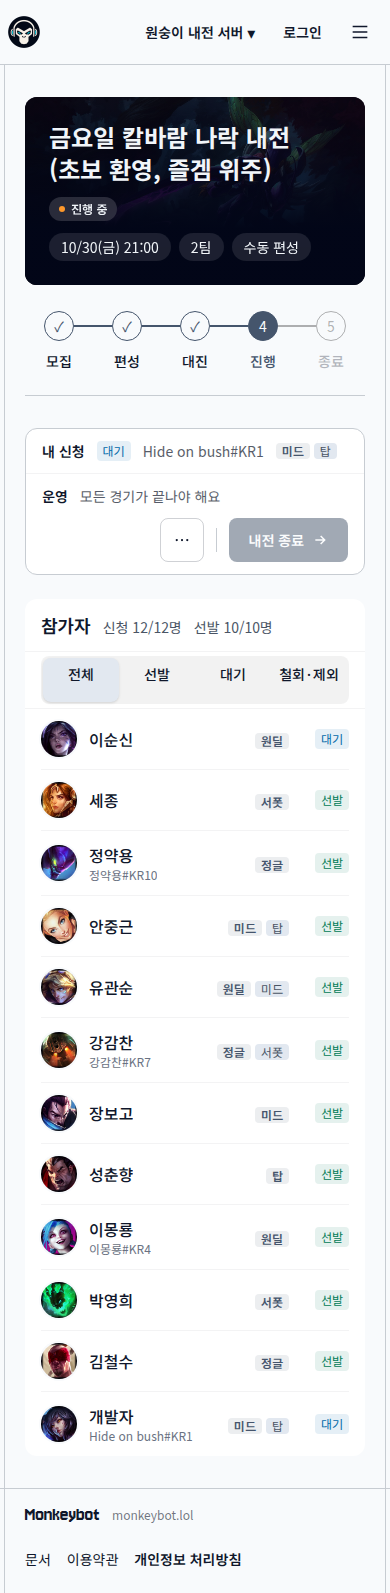 원숭이 내전 서버 ▾ 로그인
금요일 칼바람 나락 내전
(초보 환영, 즐겜 위주)
진행 중
10/30(금) 21:00 2팀 수동 편성
✓ ✓ ✓ 4 5
모집 편성 대진 진행 종료
내 신청 대기 Hide on bush#KR1 미드 탑
운영 모든 경기가 끝나야 해요
... 내전 종료 →
참가자 신청 12/12명 선발 10/10명
전체 선발 대기 철회·제외
이순신 원딜 대기
세종 서폿 선발
정약용 정글 선발
정약용#KR10
안중근 미드 탑 선발
유관순 원딜 미드 선발
강감찬 정글 서폿 선발
강감찬#KR7
장보고 미드 선발
성춘향 탑 선발
이몽룡 원딜 선발
이몽룡#KR4
박영희 서폿 선발
김철수 정글 선발
개발자 미드 탑 대기
Hide on bush#KR1
Monkeybot monkeybot.lol
문서 이용약관 개인정보 처리방침